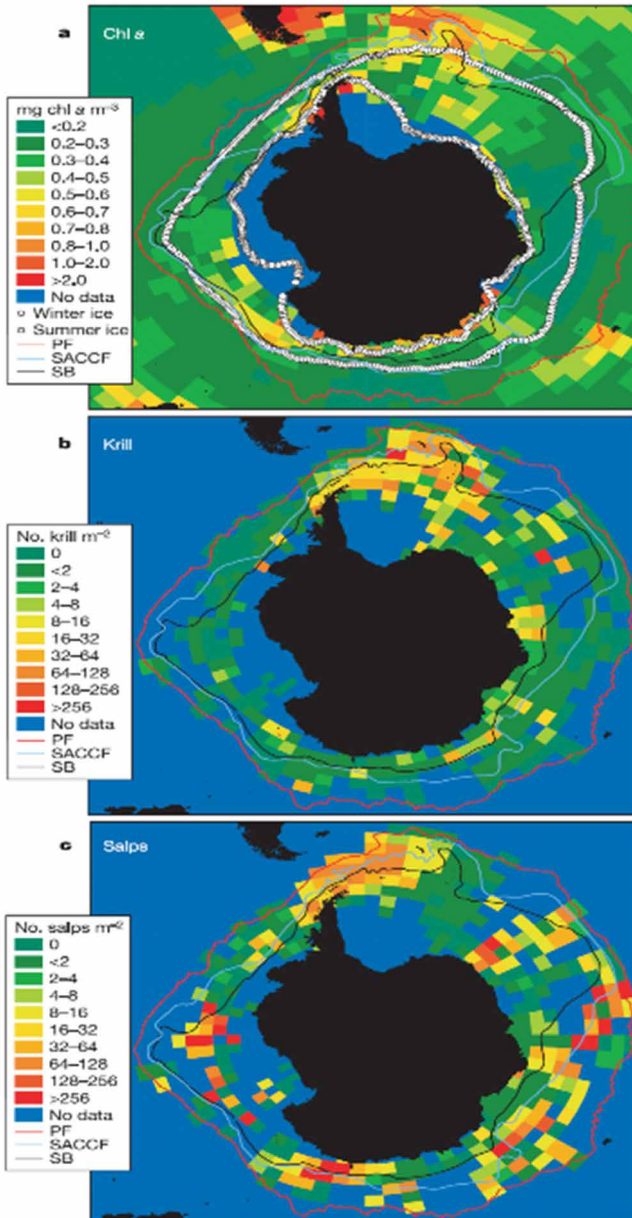 a Chl a
mg chl a m⁻³
<0.2
0.2–0.3
0.3–0.4
0.4–0.5
0.5–0.6
0.6–0.7
0.7–0.8
0.8–1.0
1.0–2.0
>2.0
No data
Winter ice
Summer ice
PF
SACCF
SB
b Krill
No. krill m⁻²
0
<2
2–4
4–8
8–16
16–32
32–64
64–128
128–256
>256
No data
PF
SACCF
SB
c Salps
No. salps m⁻²
0
<2
2–4
4–8
8–16
16–32
32–64
64–128
128–256
>256
No data
PF
SACCF
SB